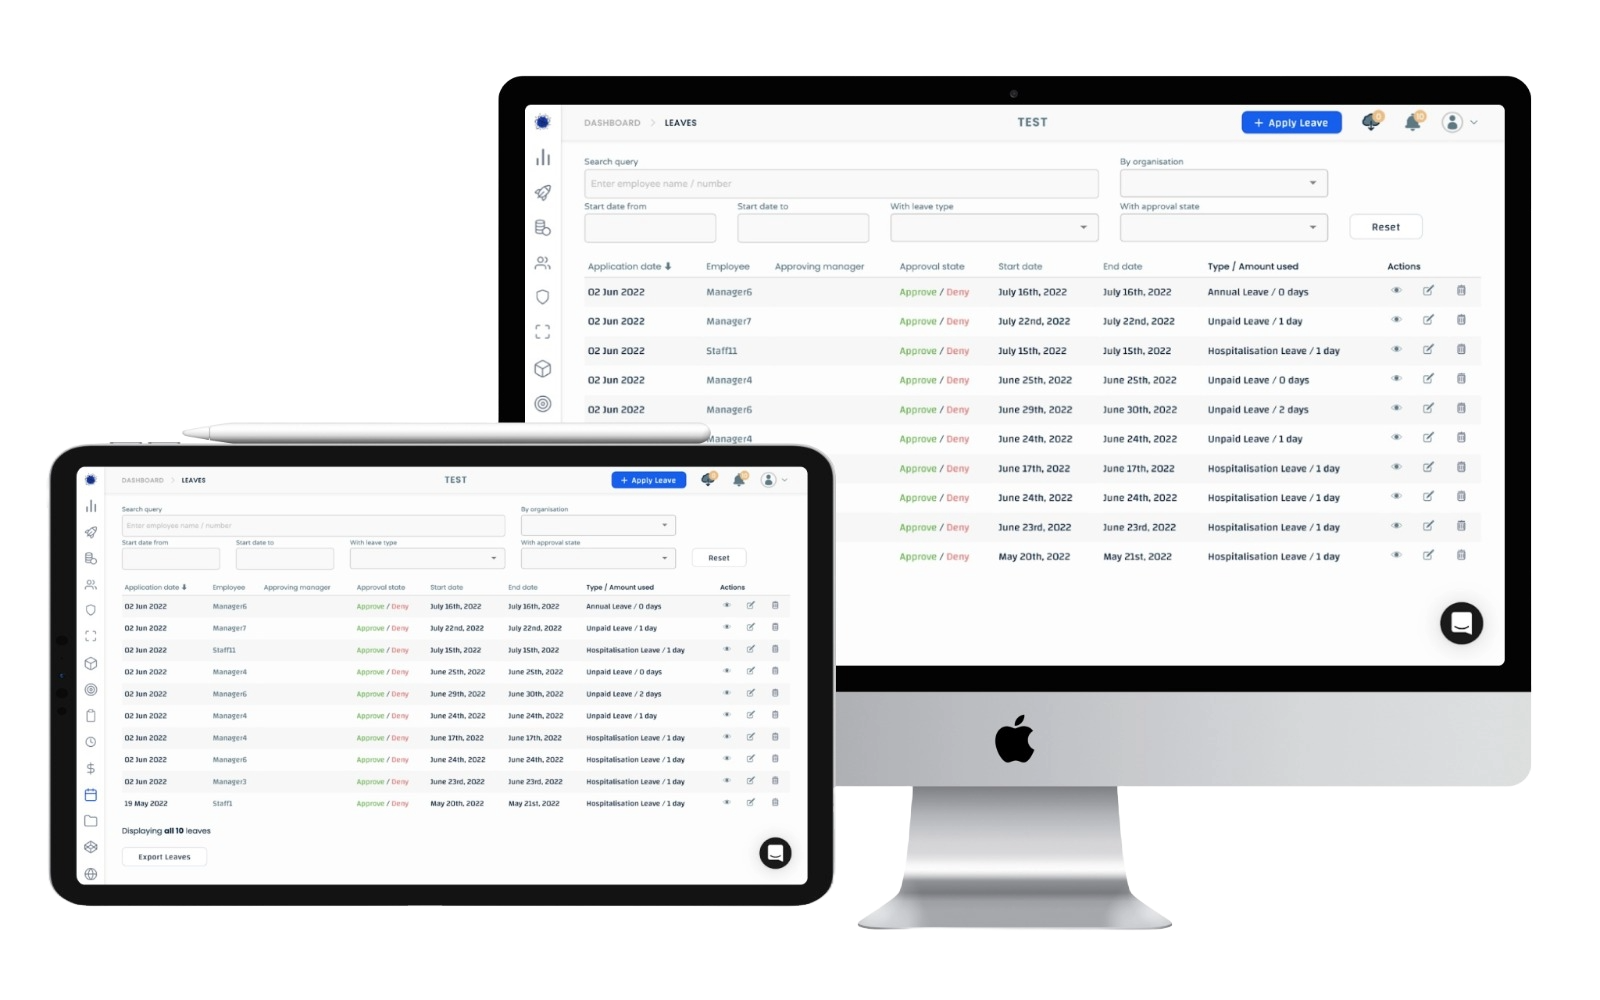 DASHBOARD > LEAVES TEST + Apply Leave 0 10
Search query By organisation
Enter employee name / number
Start date from Start date to With leave type With approval state
Reset
Application date Employee Approving manager Approval state Start date End date Type / Amount used Actions
02 Jun 2022 Manager6 Approve / Deny July 16th, 2022 July 16th, 2022 Annual Leave / 0 days
02 Jun 2022 Manager7 Approve / Deny July 22nd, 2022 July 22nd, 2022 Unpaid Leave / 1 day
02 Jun 2022 Staff11 Approve / Deny July 15th, 2022 July 15th, 2022 Hospitalisation Leave / 1 day
02 Jun 2022 Manager4 Approve / Deny June 25th, 2022 June 25th, 2022 Unpaid Leave / 0 days
02 Jun 2022 Manager6 Approve / Deny June 29th, 2022 June 30th, 2022 Unpaid Leave / 2 days
Manager4 Approve / Deny June 24th, 2022 June 24th, 2022 Unpaid Leave / 1 day
Approve / Deny June 17th, 2022 June 17th, 2022 Hospitalisation Leave / 1 day
Approve / Deny June 24th, 2022 June 24th, 2022 Hospitalisation Leave / 1 day
Approve / Deny June 23rd, 2022 June 23rd, 2022 Hospitalisation Leave / 1 day
Approve / Deny May 20th, 2022 May 21st, 2022 Hospitalisation Leave / 1 day
DASHBOARD > LEAVES TEST + Apply Leave
Search query By organisation
Enter employee name / number
Start date from Start date to With leave type With approval state
Reset
Application date Employee Approving manager Approval state Start date End date Type / Amount used Actions
02 Jun 2022 Manager6 Approve / Deny July 16th, 2022 July 16th, 2022 Annual Leave / 0 days
02 Jun 2022 Manager7 Approve / Deny July 22nd, 2022 July 22nd, 2022 Unpaid Leave / 1 day
02 Jun 2022 Staff11 Approve / Deny July 15th, 2022 July 15th, 2022 Hospitalisation Leave / 1 day
02 Jun 2022 Manager4 Approve / Deny June 25th, 2022 June 25th, 2022 Unpaid Leave / 0 days
02 Jun 2022 Manager6 Approve / Deny June 29th, 2022 June 30th, 2022 Unpaid Leave / 2 days
02 Jun 2022 Manager4 Approve / Deny June 24th, 2022 June 24th, 2022 Unpaid Leave / 1 day
02 Jun 2022 Manager4 Approve / Deny June 17th, 2022 June 17th, 2022 Hospitalisation Leave / 1 day
02 Jun 2022 Manager6 Approve / Deny June 24th, 2022 June 24th, 2022 Hospitalisation Leave / 1 day
02 Jun 2022 Manager3 Approve / Deny June 23rd, 2022 June 23rd, 2022 Hospitalisation Leave / 1 day
19 May 2022 Staff1 Approve / Deny May 20th, 2022 May 21st, 2022 Hospitalisation Leave / 1 day
Displaying all 10 leaves
Export Leaves